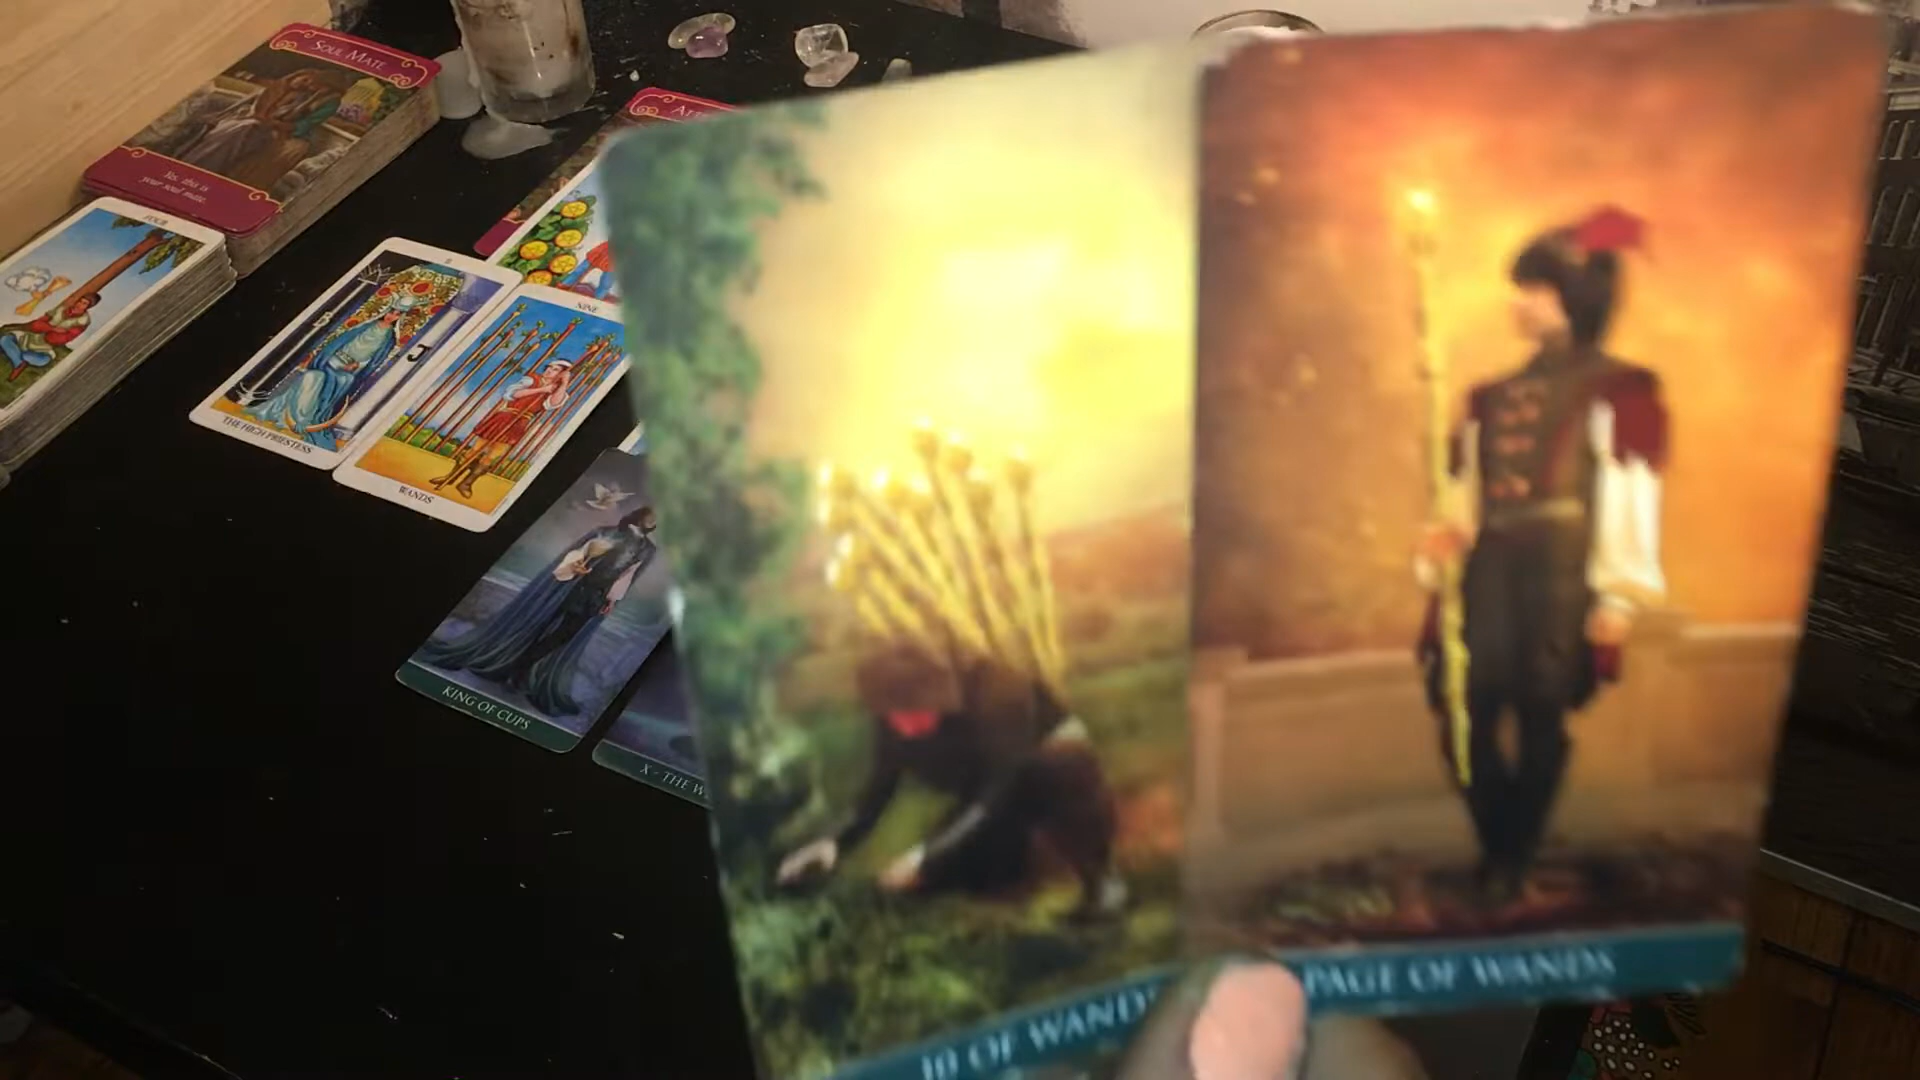 SOUL MATE
Yes, this is
your soul mate.
FOUR
II
B
J
THE HIGH PRIESTESS
NINE
WANDS
KING OF CUPS
X - THE
10 OF WANDS
PAGE OF WANDS